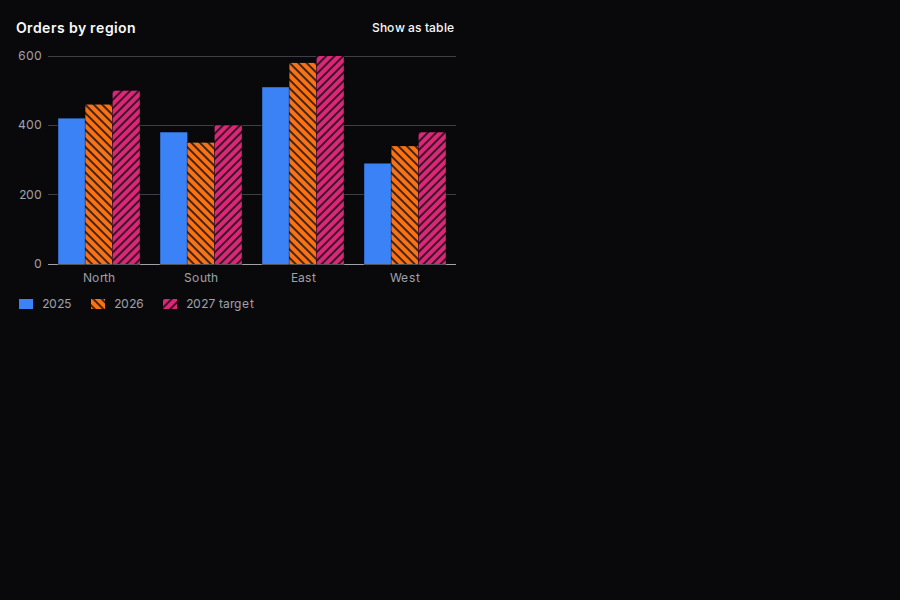 Orders by region
Show as table
600
400
200
0
North South East West
2025 2026 2027 target